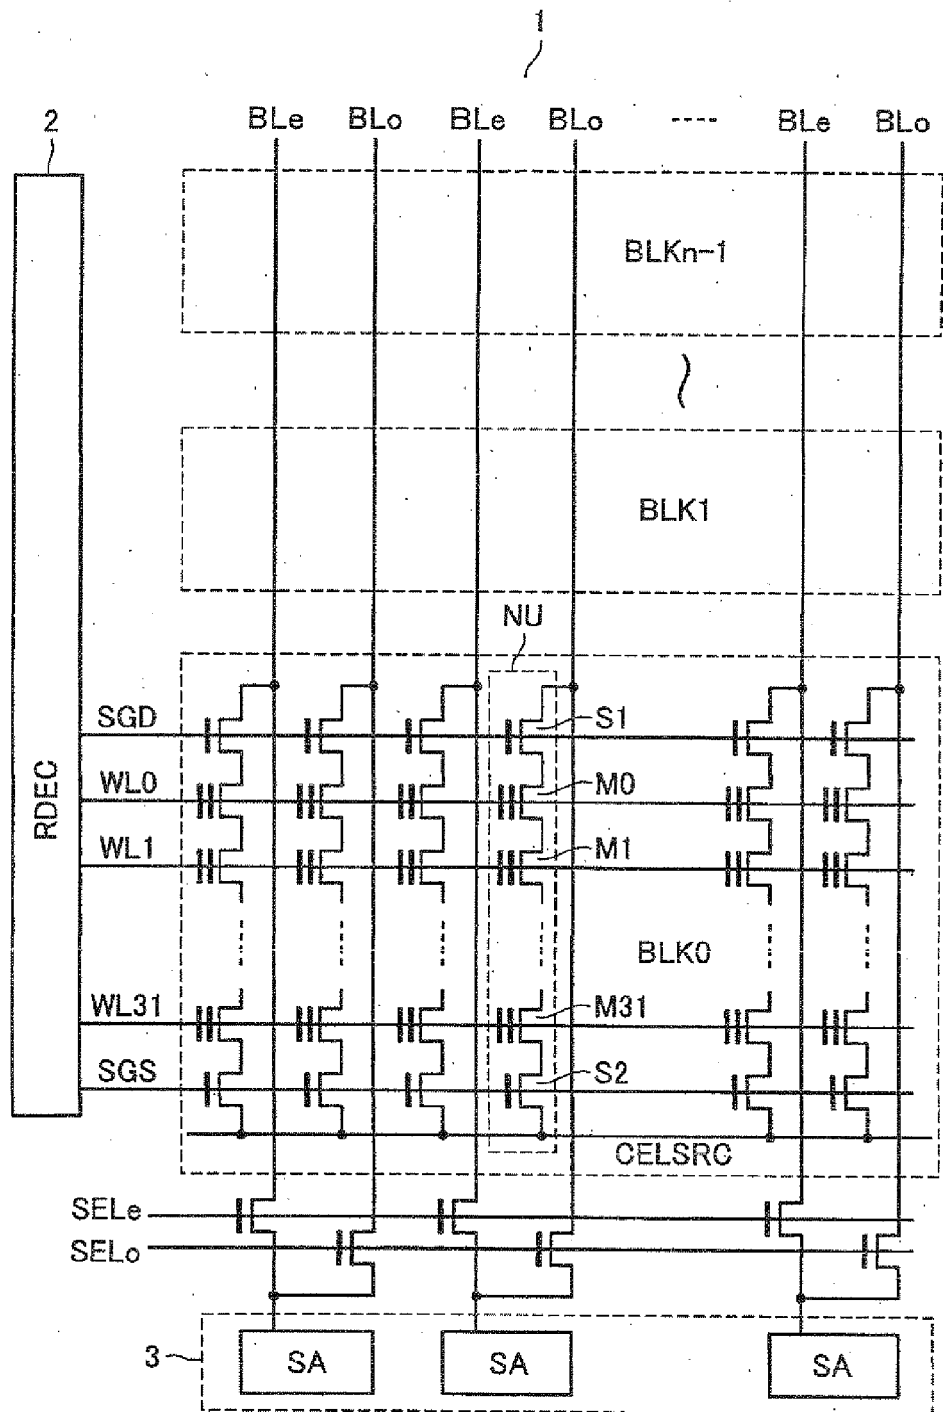 1
2
BLe BLo BLe BLo ---- BLe BLo
BLKn-1
BLK1
NU
SGD S1
WL0 M0
WL1 M1
RDEC
BLK0
WL31 M31
SGS S2
CELSRC
SELe
SELo
3 SA SA SA